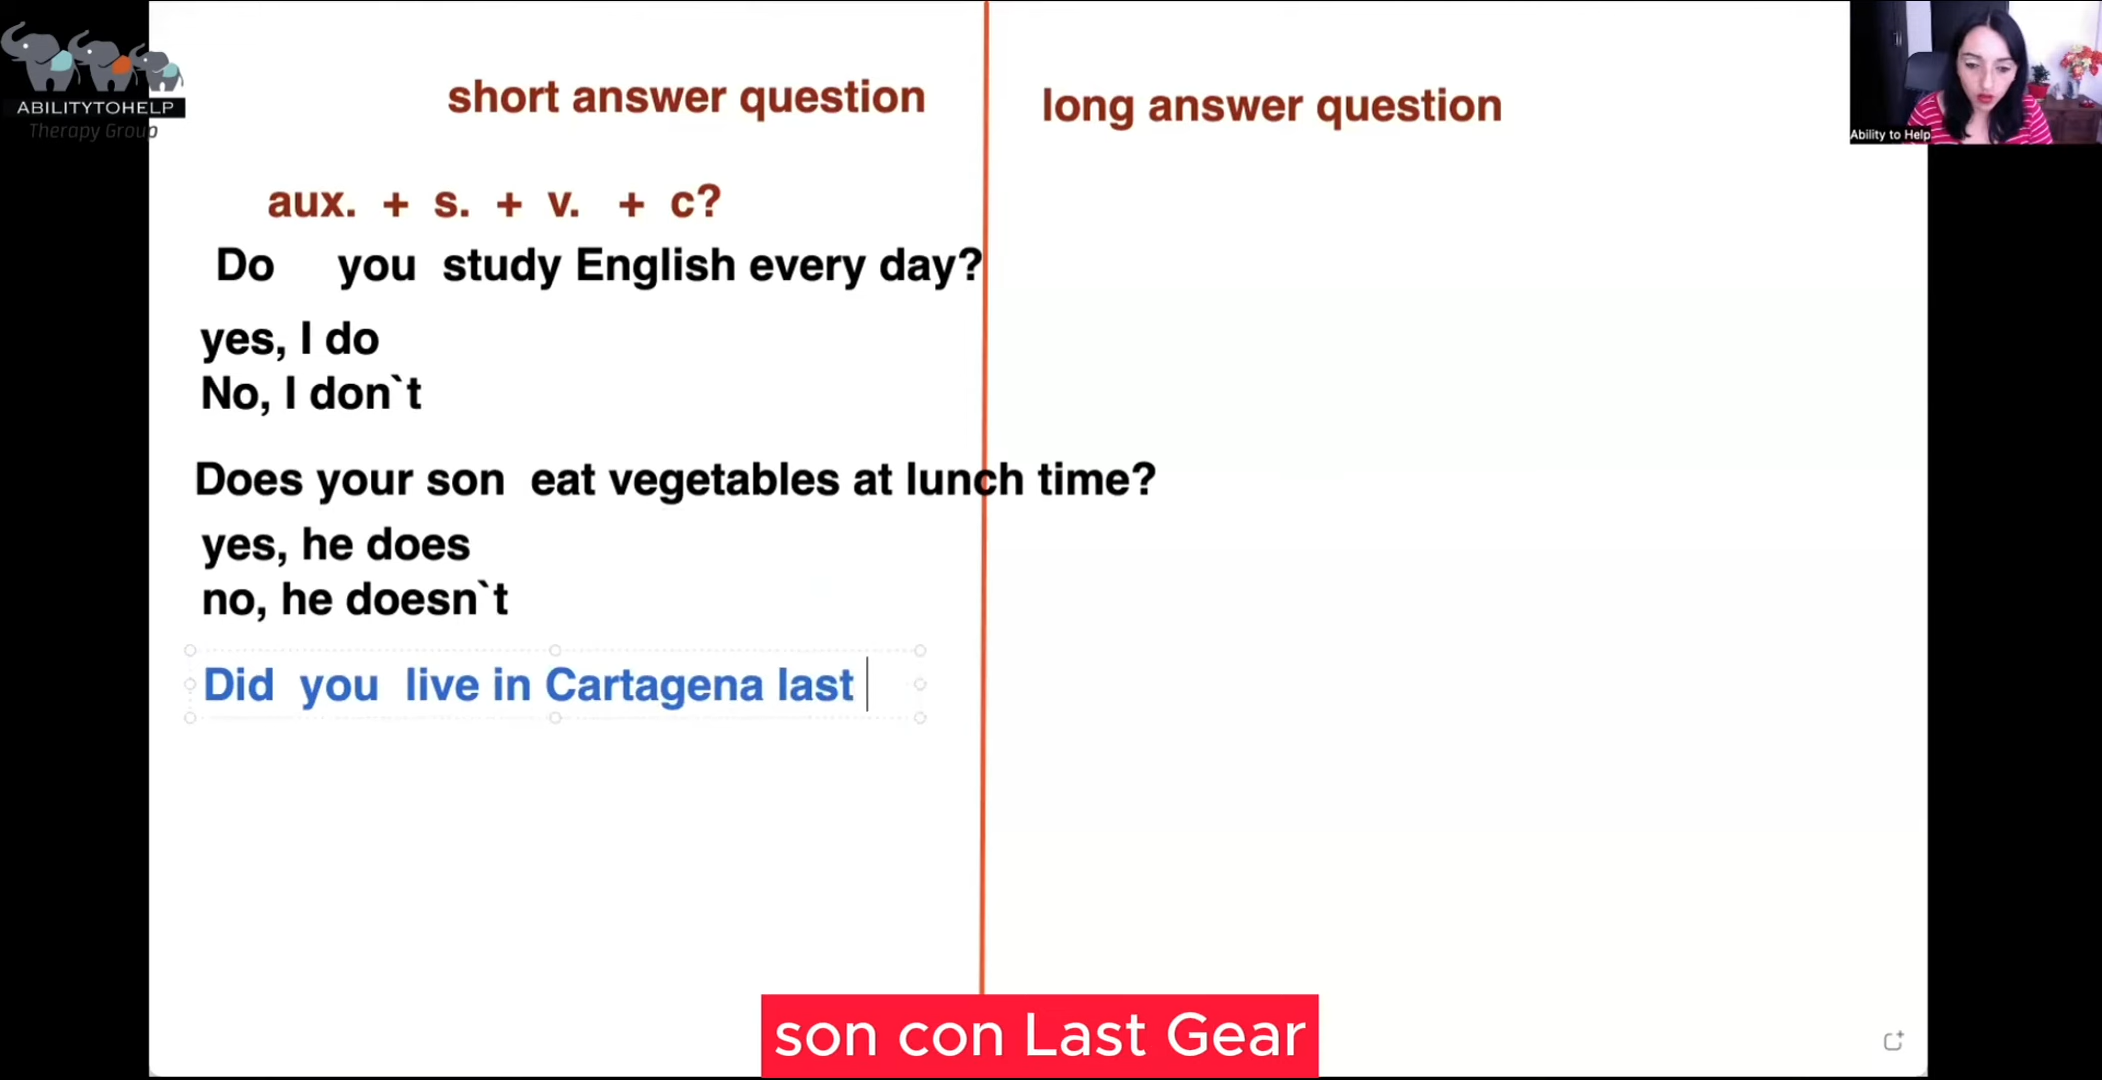 ABILITYTOHELP
Therapy Group
short answer question
long answer question
Ability to Help
aux. + s. + v. + c?
Do you study English every day?
yes, I do
No, I don`t
Does your son eat vegetables at lunch time?
yes, he does
no, he doesn`t
Did you live in Cartagena last
son con Last Gear